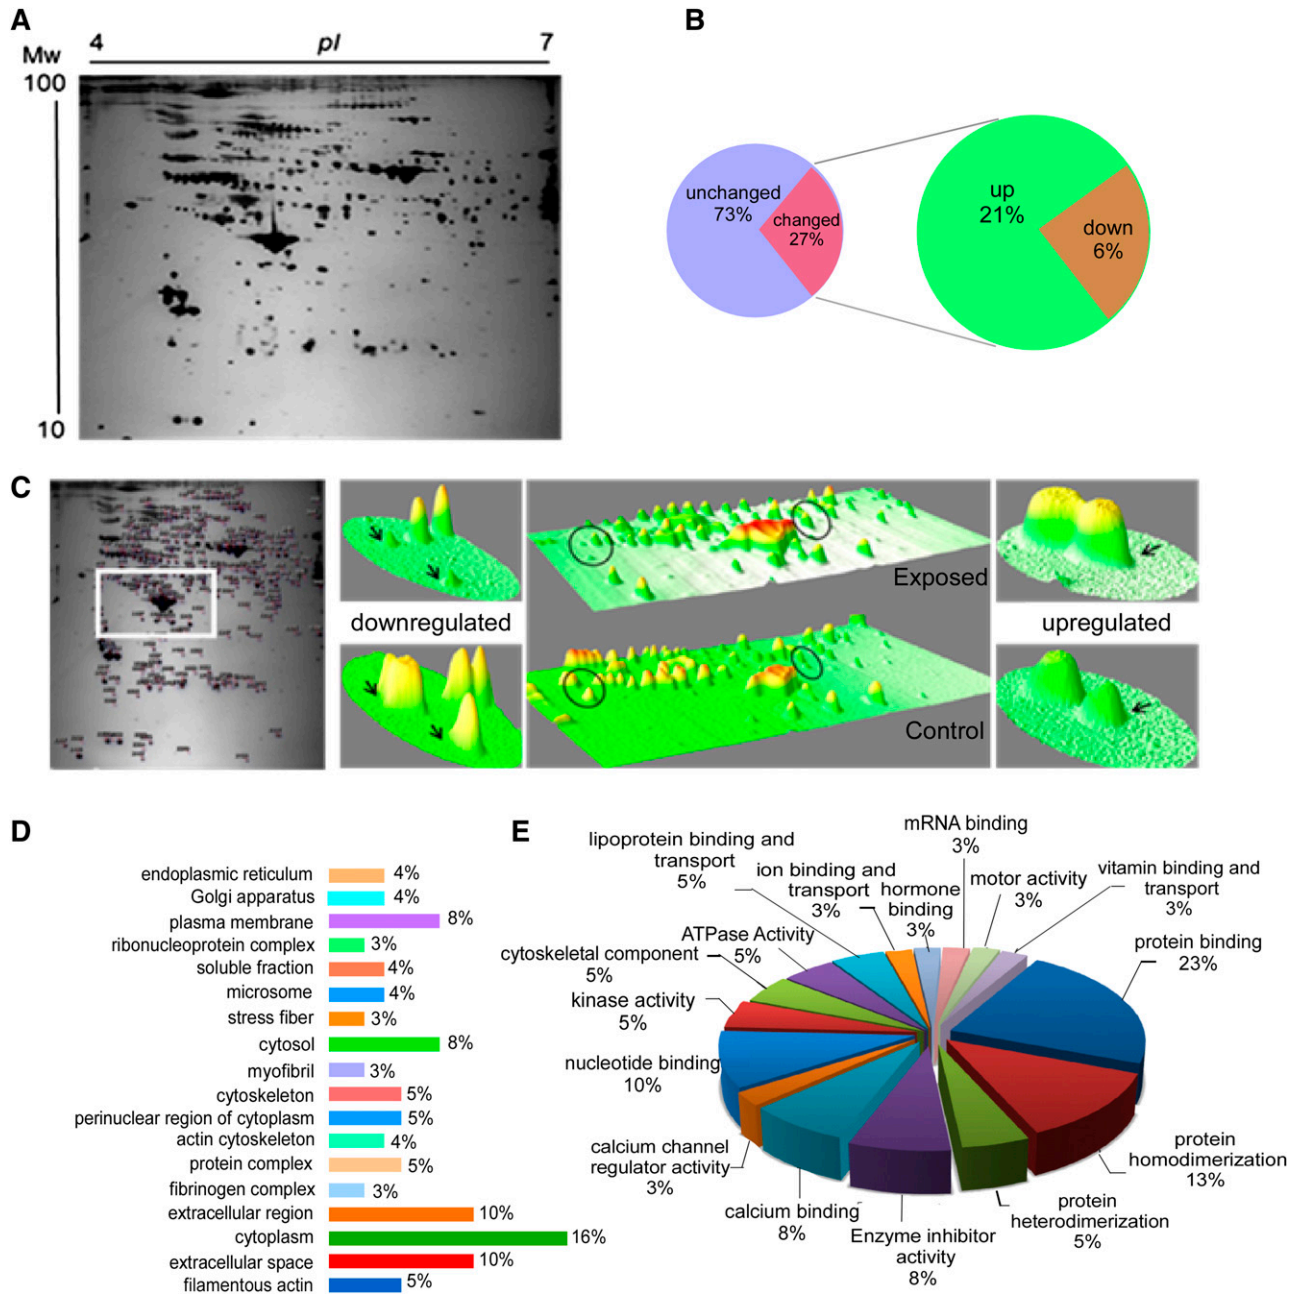 A
B
4 pI 7
Mw
100
10
unchanged
73%
changed
27%
up
21%
down
6%
C
downregulated
Exposed
Control
upregulated
D
endoplasmic reticulum 4%
Golgi apparatus 4%
plasma membrane 8%
ribonucleoprotein complex 3%
soluble fraction 4%
microsome 4%
stress fiber 3%
cytosol 8%
myofibril 3%
cytoskeleton 5%
perinuclear region of cytoplasm 5%
actin cytoskeleton 4%
protein complex 5%
fibrinogen complex 3%
extracellular region 10%
cytoplasm 16%
extracellular space 10%
filamentous actin 5%
E
lipoprotein binding and
transport
5%
ion binding and
transport
3%
hormone
binding
3%
mRNA binding
3%
motor activity
3%
vitamin binding and
transport
3%
protein binding
23%
protein
homodimerization
13%
protein
heterodimerization
5%
Enzyme inhibitor
activity
8%
calcium binding
8%
calcium channel
regulator activity
3%
nucleotide binding
10%
kinase activity
5%
cytoskeletal component
5%
ATPase Activity
5%